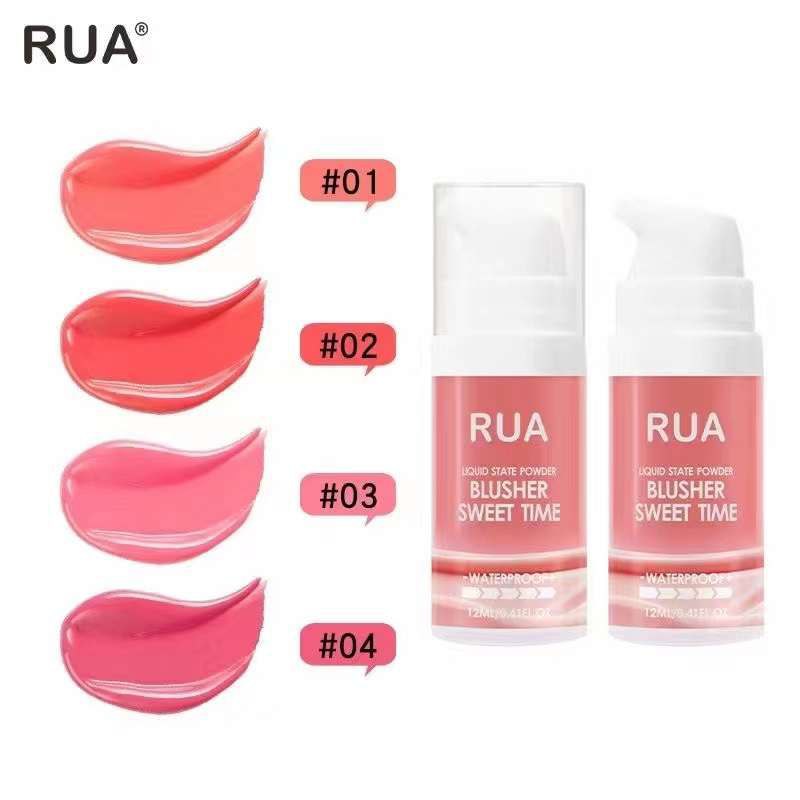 RUA®
#01
#02
#03
#04
RUA
LIQUID STATE POWDER
BLUSHER
SWEET TIME
-WATERPROOF+
12ML/0.41FL.OZ
RUA
LIQUID STATE POWDER
BLUSHER
SWEET TIME
-WATERPROOF+
12ML/0.41FL.OZ